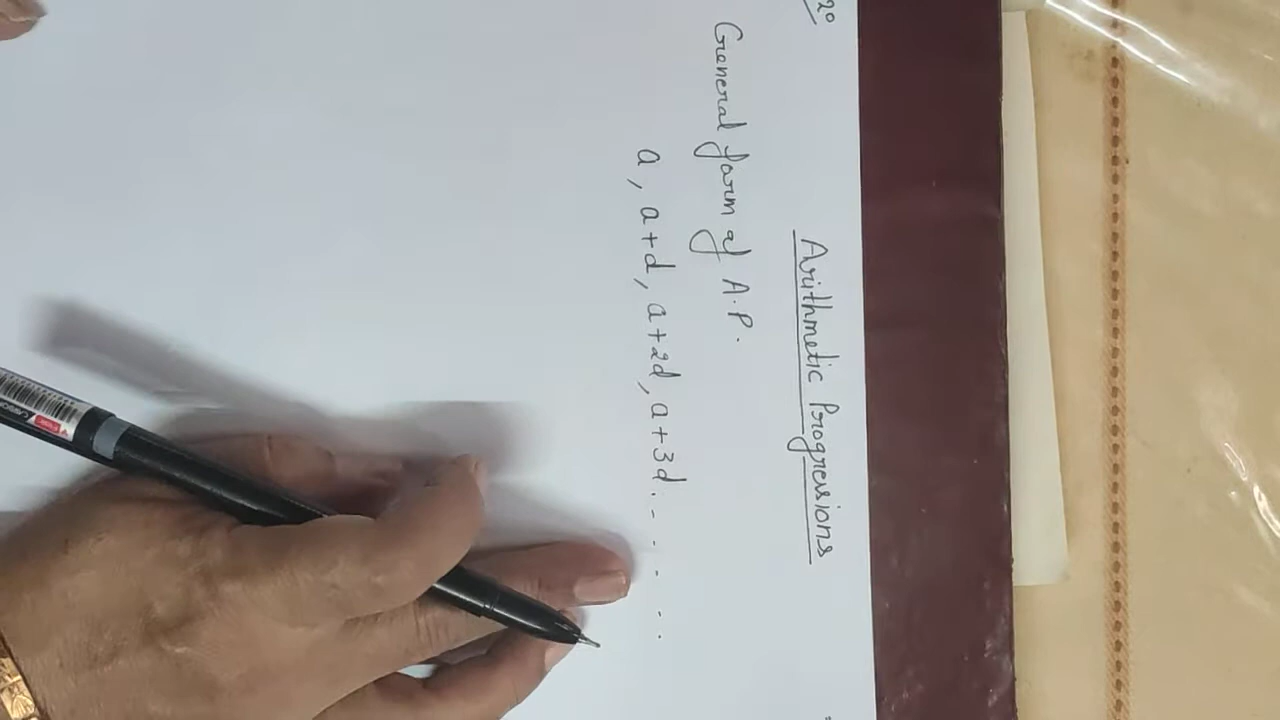 Arithmetic Progressions
General form of A.P.
a, a+d, a+2d, a+3d. - - - -